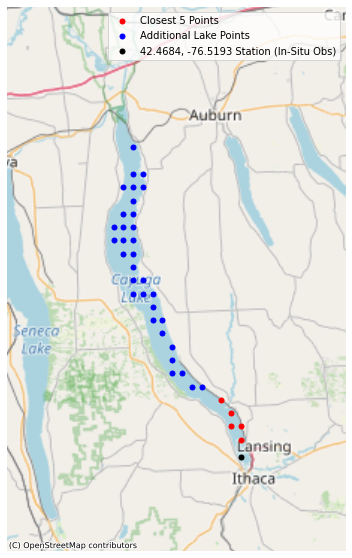 Closest 5 Points
Additional Lake Points
42.4684, -76.5193 Station (In-Situ Obs)
Ca
Auburn
va
Cayuga
Lake
Seneca
Lake
Lansing
Ithaca
(C) OpenStreetMap contributors